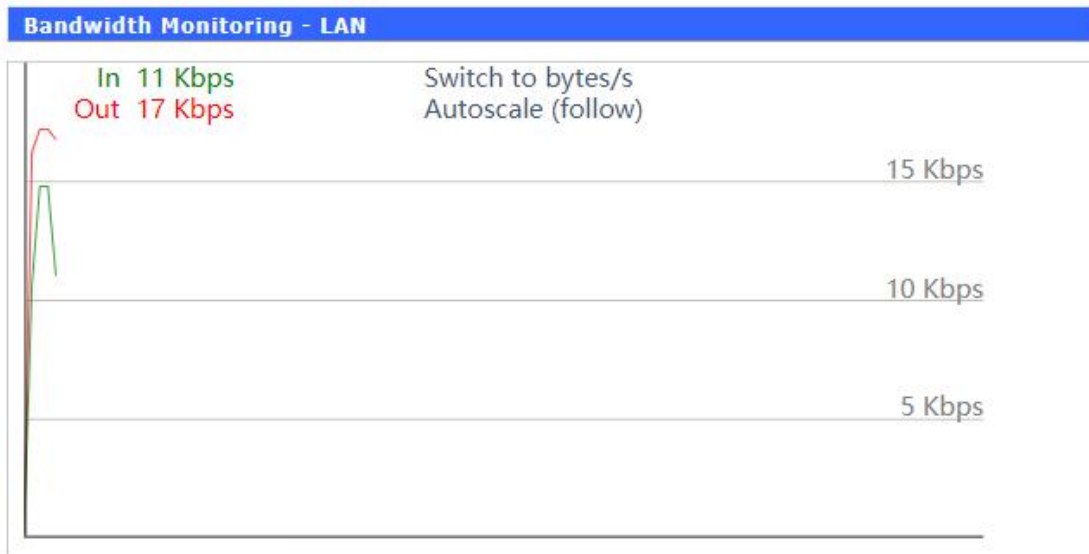 Bandwidth Monitoring - LAN
In 11 Kbps Switch to bytes/s
Out 17 Kbps Autoscale (follow)
15 Kbps
10 Kbps
5 Kbps